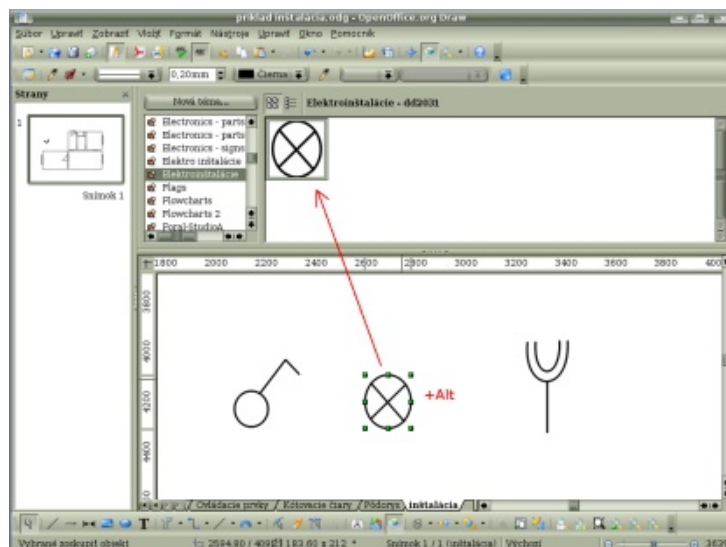 priklad inštalácia.odg - OpenOffice.org Draw
Súbor Upraviť Zobraziť Vložiť Formát Nástroje Upraviť Okno Pomocník
0,20mm
Čierna
Strany
1
Snímok 1
Nová téma...
Elektroinštalácie - dd2031
Electronics - parts
Electronics - parts
Electronics - signs
Elektro inštalácie
Elektroinštalácie
Flags
Flowcharts
Flowcharts 2
1800 2000 2200 2400 2600 2800 3000 3200 3400 3600 3800 400
3800
4000
4200
4400
+Alt
Ovládacie prvky / Kótovacie čiary / Pôdorys / inštalácia
Vybrané zoskupiť objekt
Snímok 1 / 1 (inštalácia)